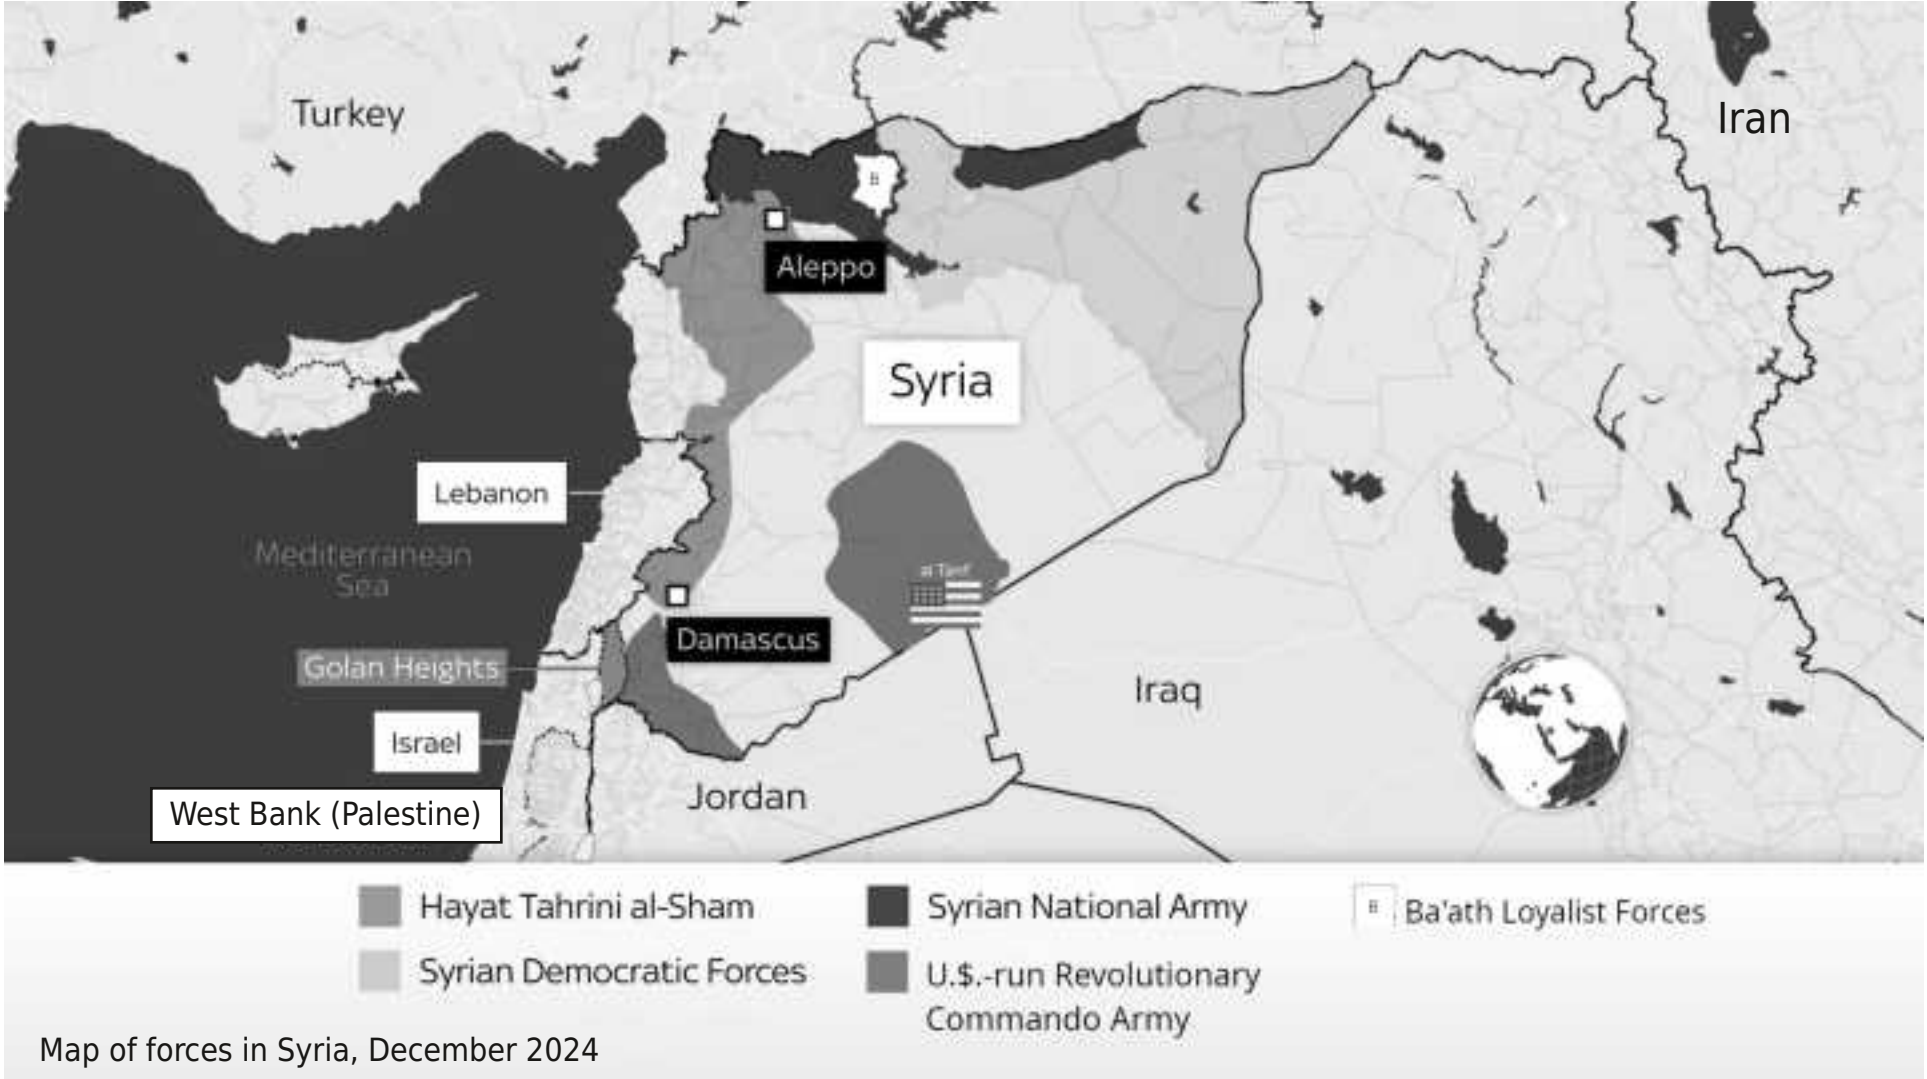 Turkey
Iran
B
Aleppo
Syria
Lebanon
Mediterranean
Sea
al Tanf
Damascus
Golan Heights
Iraq
Israel
Jordan
West Bank (Palestine)
Hayat Tahrini al-Sham
Syrian National Army
B Ba'ath Loyalist Forces
Syrian Democratic Forces
U.$.-run Revolutionary
Commando Army
Map of forces in Syria, December 2024